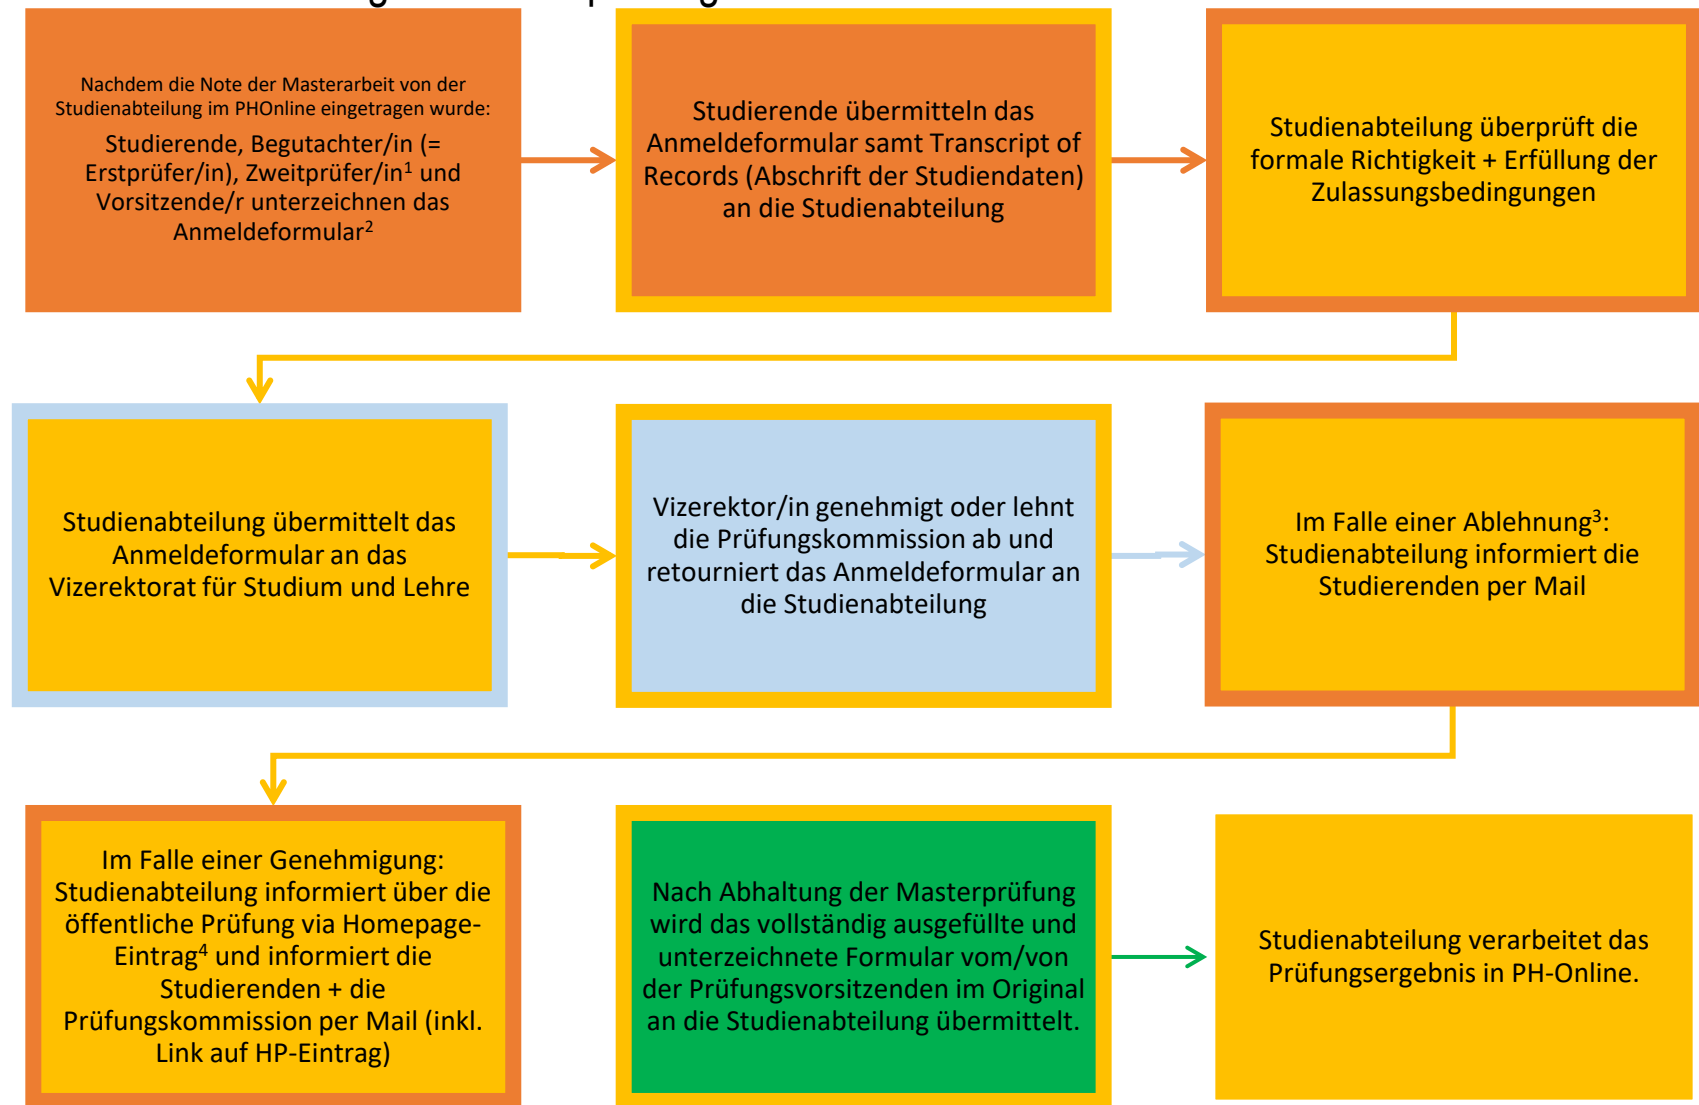 Nachdem die Note der Masterarbeit von der
Studienabteilung im PHOnline eingetragen wurde:
Studierende, Begutachter/in (=
Erstprüfer/in), Zweitprüfer/in¹ und
Vorsitzende/r unterzeichnen das
Anmeldeformular²
Studierende übermitteln das
Anmeldeformular samt Transcript of
Records (Abschrift der Studiendaten)
an die Studienabteilung
Studienabteilung überprüft die
formale Richtigkeit + Erfüllung der
Zulassungsbedingungen
Studienabteilung übermittelt das
Anmeldeformular an das
Vizerektorat für Studium und Lehre
Vizerektor/in genehmigt oder lehnt
die Prüfungskommission ab und
retourniert das Anmeldeformular an
die Studienabteilung
Im Falle einer Ablehnung³:
Studienabteilung informiert die
Studierenden per Mail
Im Falle einer Genehmigung:
Studienabteilung informiert über die
öffentliche Prüfung via Homepage-
Eintrag⁴ und informiert die
Studierenden + die
Prüfungskommission per Mail (inkl.
Link auf HP-Eintrag)
Nach Abhaltung der Masterprüfung
wird das vollständig ausgefüllte und
unterzeichnete Formular vom/von
der Prüfungsvorsitzenden im Original
an die Studienabteilung übermittelt.
Studienabteilung verarbeitet das
Prüfungsergebnis in PH-Online.